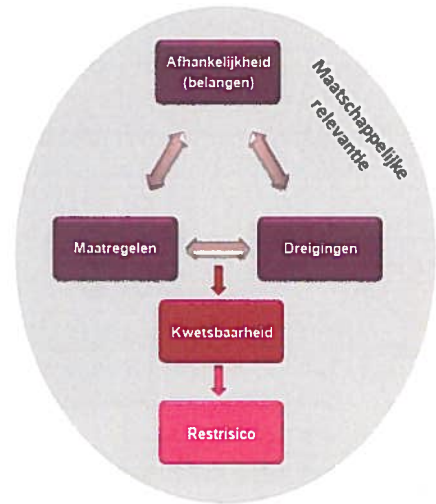 Afhankelijkheid
(belangen)
Maatschappelijke
relevantie
Maatregelen
Dreigingen
Kwetsbaarheid
Restrisico